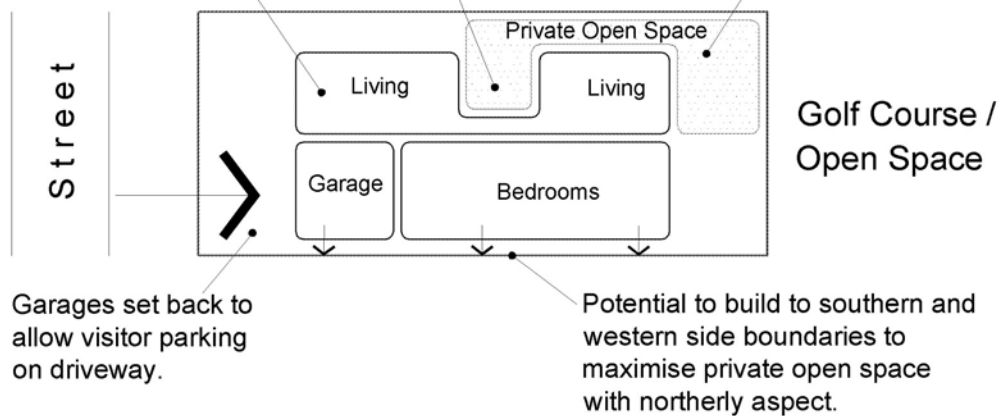 Private Open Space
Living
Living
Street
Golf Course /
Open Space
Garage
Bedrooms
Garages set back to
allow visitor parking
on driveway.
Potential to build to southern and
western side boundaries to
maximise private open space
with northerly aspect.